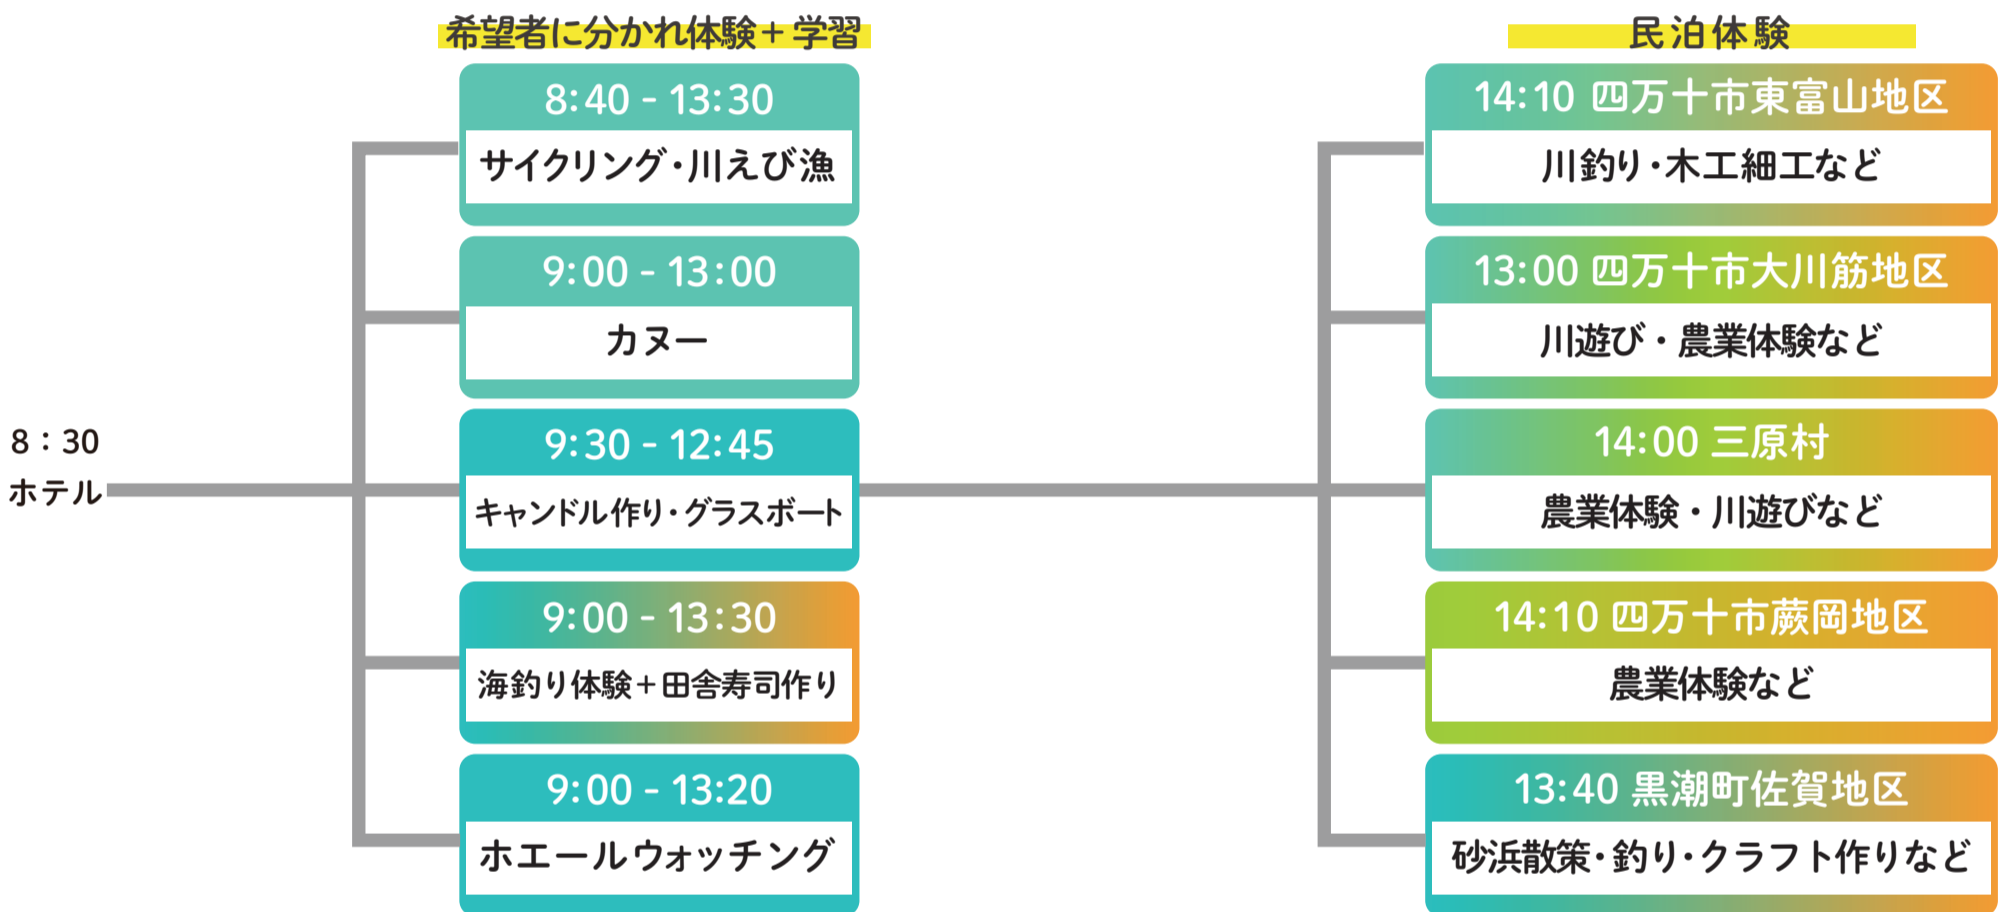 8：30
ホテル
希望者に分かれ体験＋学習
8:40 - 13:30
サイクリング・川えび漁
9:00 - 13:00
カヌー
9:30 - 12:45
キャンドル作り・グラスボート
9:00 - 13:30
海釣り体験＋田舎寿司作り
9:00 - 13:20
ホエールウォッチング
民泊体験
14:10 四万十市東富山地区
川釣り・木工細工など
13:00 四万十市大川筋地区
川遊び・農業体験など
14:00 三原村
農業体験・川遊びなど
14:10 四万十市蕨岡地区
農業体験など
13:40 黒潮町佐賀地区
砂浜散策・釣り・クラフト作りなど